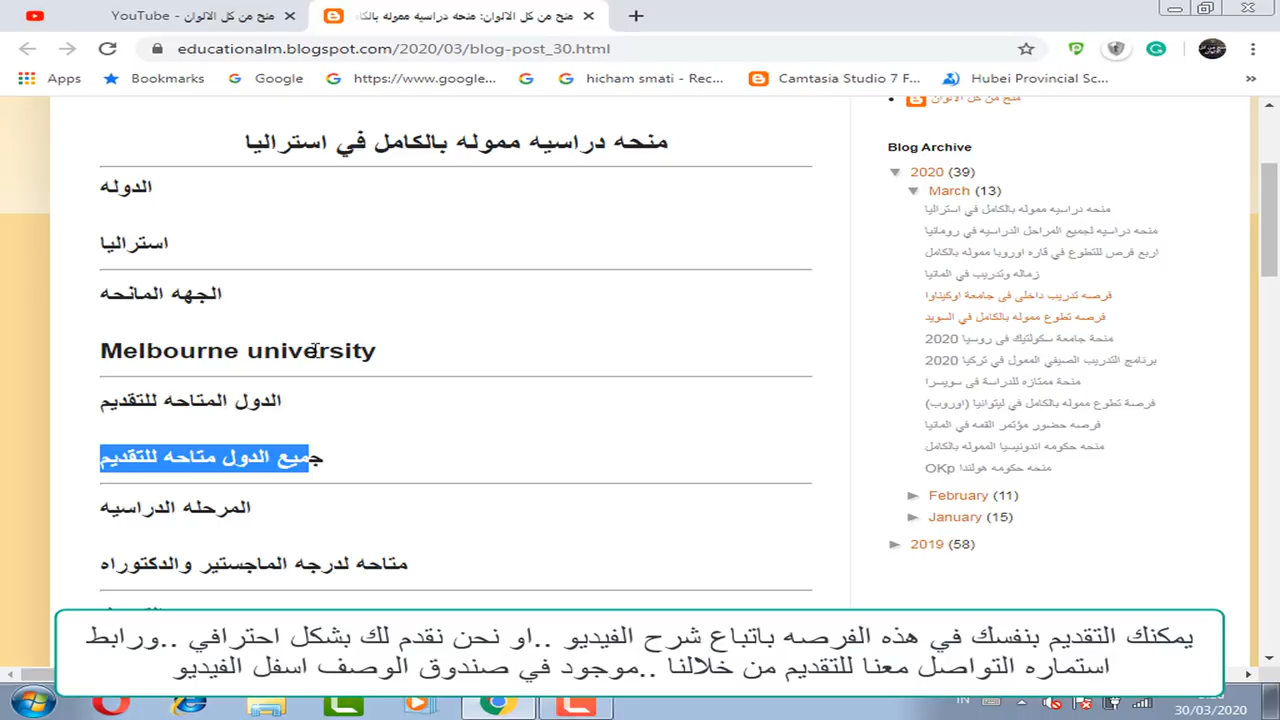 منح من كل الالوان - YouTube
منح من كل الالوان: منحه دراسيه مموله بالكا
educationalm.blogspot.com/2020/03/blog-post_30.html
Apps
Bookmarks
Google
https://www.google...
hicham smati - Rec...
Camtasia Studio 7 F...
Hubei Provincial Sc...
»
منحه دراسيه مموله بالكامل في استراليا
الدوله
استراليا
الجهه المانحه
Melbourne university
الدول المتاحه للتقديم
جميع الدول متاحه للتقديم
المرحله الدراسيه
متاحه لدرجه الماجستير والدكتوراه
منح من كل الالوان
Blog Archive
▼ 2020 (39)
▼ March (13)
منحه دراسيه مموله بالكامل في استراليا
منحه دراسيه لجميع المراحل الدراسيه في رومانيا
اربع فرص للتطوع في قاره اوروبا مموله بالكامل
زماله وتدريب في المانيا
فرصه تدريب داخلى فى جامعة اوكيناوا
فرصه تطوع مموله بالكامل في السويد
منحة جامعة سكولتيك فى روسيا 2020
برنامج التدريب الصيفي الممول في تركيا 2020
منحة ممتازه للدراسة فى سويسرا
فرصة تطوع مموله بالكامل في ليتوانيا (اوروب)
فرصه حضور مؤتمر القمه في المانيا
منحه حكومه اندونيسيا المموله بالكامل
منحه حكومه هولندا OKp
► February (11)
► January (15)
► 2019 (58)
يمكنك التقديم بنفسك في هذه الفرصه باتباع شرح الفيديو ..او نحن نقدم لك بشكل احترافي ..ورابط
استماره التواصل معنا للتقديم من خلالنا ..موجود في صندوق الوصف اسفل الفيديو
IN
30/03/2020